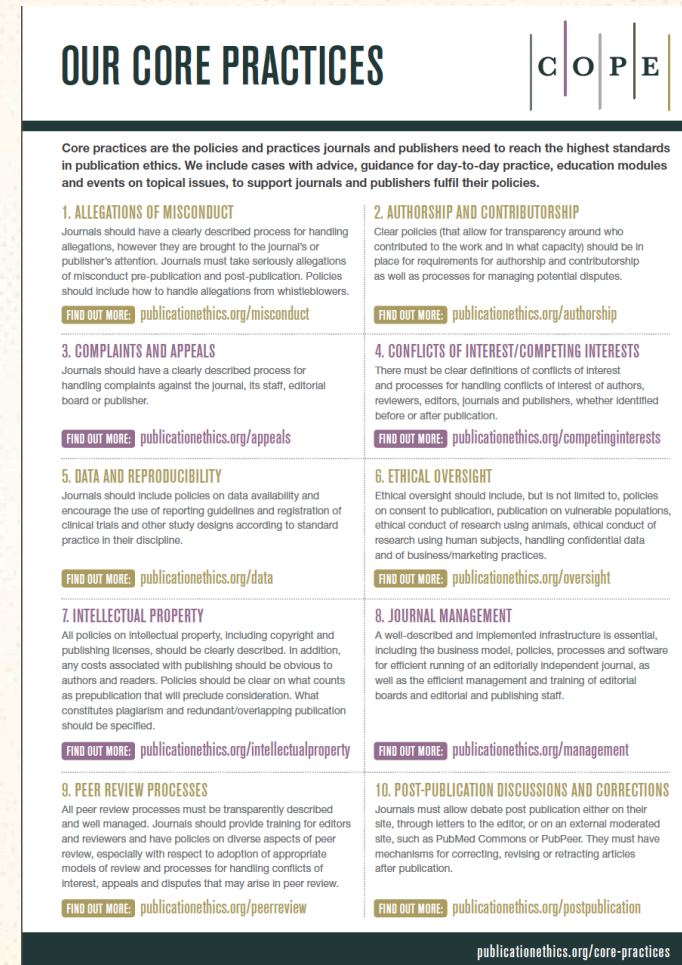 OUR CORE PRACTICES
C O P E
Core practices are the policies and practices journals and publishers need to reach the highest standards
in publication ethics. We include cases with advice, guidance for day-to-day practice, education modules
and events on topical issues, to support journals and publishers fulfil their policies.
1. ALLEGATIONS OF MISCONDUCT
Journals should have a clearly described process for handling
allegations, however they are brought to the journal's or
publisher's attention. Journals must take seriously allegations
of misconduct pre-publication and post-publication. Policies
should include how to handle allegations from whistleblowers.
FIND OUT MORE: publicationethics.org/misconduct
2. AUTHORSHIP AND CONTRIBUTORSHIP
Clear policies (that allow for transparency around who
contributed to the work and in what capacity) should be in
place for requirements for authorship and contributorship
as well as processes for managing potential disputes.
FIND OUT MORE: publicationethics.org/authorship
3. COMPLAINTS AND APPEALS
Journals should have a clearly described process for
handling complaints against the journal, its staff, editorial
board or publisher.
FIND OUT MORE: publicationethics.org/appeals
4. CONFLICTS OF INTEREST/COMPETING INTERESTS
There must be clear definitions of conflicts of interest
and processes for handling conflicts of interest of authors,
reviewers, editors, journals and publishers, whether identified
before or after publication.
FIND OUT MORE: publicationethics.org/competinginterests
5. DATA AND REPRODUCIBILITY
Journals should include policies on data availability and
encourage the use of reporting guidelines and registration of
clinical trials and other study designs according to standard
practice in their discipline.
FIND OUT MORE: publicationethics.org/data
6. ETHICAL OVERSIGHT
Ethical oversight should include, but is not limited to, policies
on consent to publication, publication on vulnerable populations,
ethical conduct of research using animals, ethical conduct of
research using human subjects, handling confidential data
and of business/marketing practices.
FIND OUT MORE: publicationethics.org/oversight
7. INTELLECTUAL PROPERTY
All policies on intellectual property, including copyright and
publishing licenses, should be clearly described. In addition,
any costs associated with publishing should be obvious to
authors and readers. Policies should be clear on what counts
as prepublication that will preclude consideration. What
constitutes plagiarism and redundant/overlapping publication
should be specified.
FIND OUT MORE: publicationethics.org/intellectualproperty
8. JOURNAL MANAGEMENT
A well-described and implemented infrastructure is essential,
including the business model, policies, processes and software
for efficient running of an editorially independent journal, as
well as the efficient management and training of editorial
boards and editorial and publishing staff.
FIND OUT MORE: publicationethics.org/management
9. PEER REVIEW PROCESSES
All peer review processes must be transparently described
and well managed. Journals should provide training for editors
and reviewers and have policies on diverse aspects of peer
review, especially with respect to adoption of appropriate
models of review and processes for handling conflicts of
interest, appeals and disputes that may arise in peer review.
FIND OUT MORE: publicationethics.org/peerreview
10. POST-PUBLICATION DISCUSSIONS AND CORRECTIONS
Journals must allow debate post publication either on their
site, through letters to the editor, or on an external moderated
site, such as PubMed Commons or PubPeer. They must have
mechanisms for correcting, revising or retracting articles
after publication.
FIND OUT MORE: publicationethics.org/postpublication
publicationethics.org/core-practices